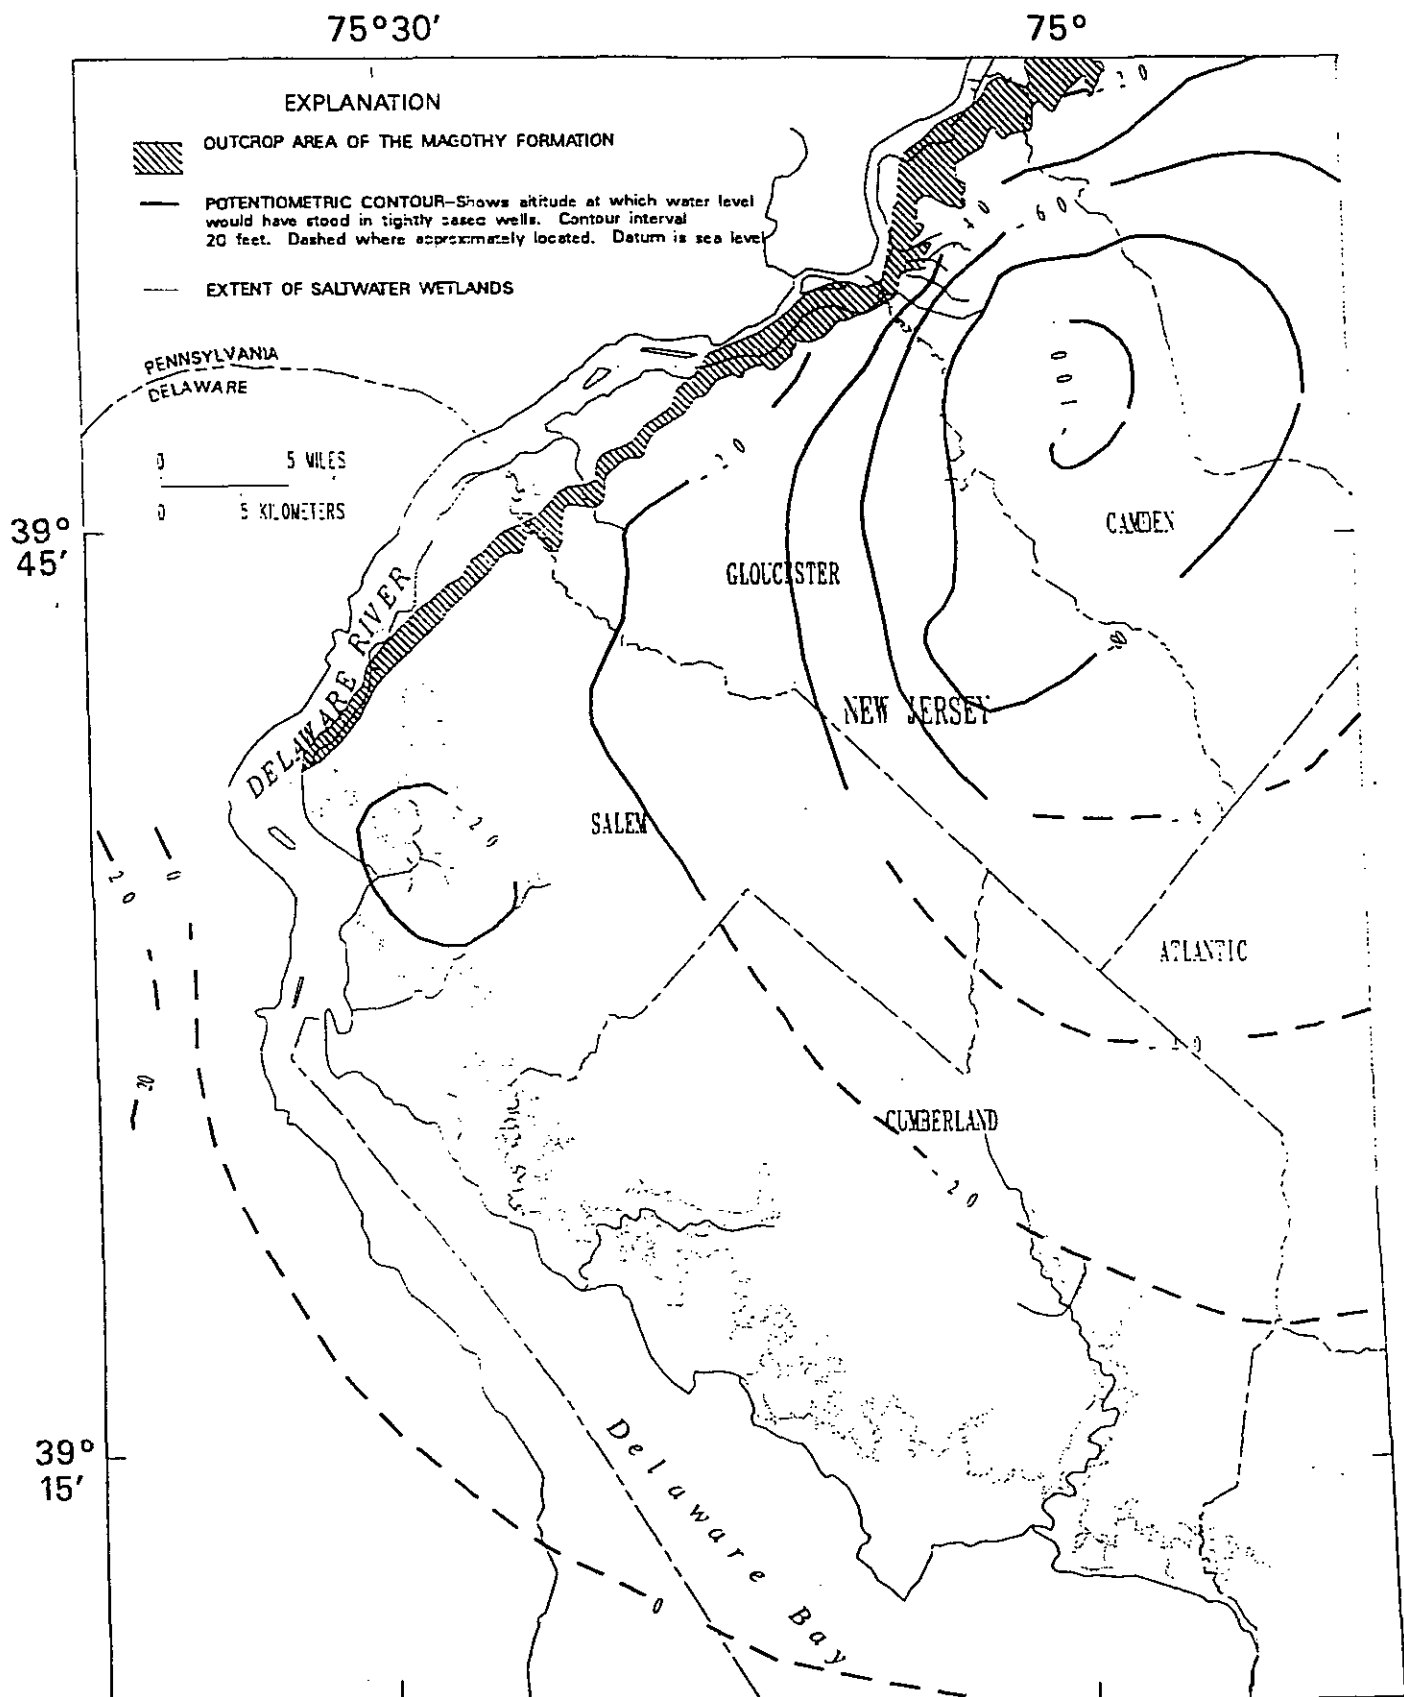 75°30′ 75°
EXPLANATION
OUTCROP AREA OF THE MAGOTHY FORMATION
POTENTIOMETRIC CONTOUR-Shows altitude at which water level
would have stood in tightly cased wells. Contour interval
20 feet. Dashed where approximately located. Datum is sea level
EXTENT OF SALTWATER WETLANDS
-60
PENNSYLVANIA
DELAWARE
-100
0 5 MILES
0 5 KILOMETERS
39°
45′
CAMDEN
GLOUCESTER
DELAWARE RIVER
-80
NEW JERSEY
SALEM
-20
20
0
ATLANTIC
20
CUMBERLAND
-20
39°
15′
Delaware Bay
0